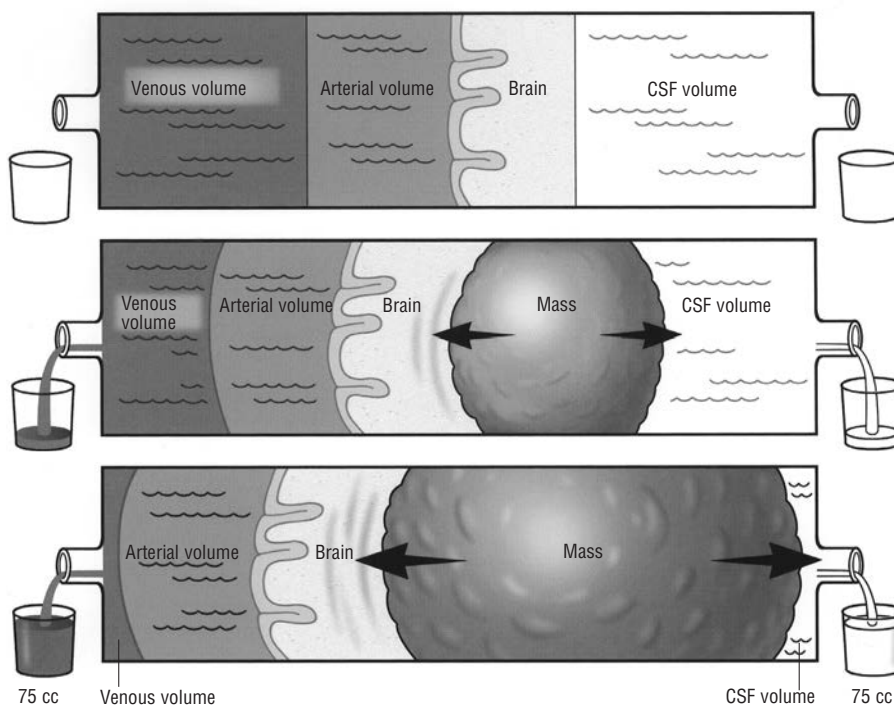 Venous volume
Arterial volume
Brain
CSF volume
Venous
volume
Arterial volume
Brain
Mass
CSF volume
Arterial volume
Brain
Mass
75 cc
Venous volume
CSF volume
75 cc